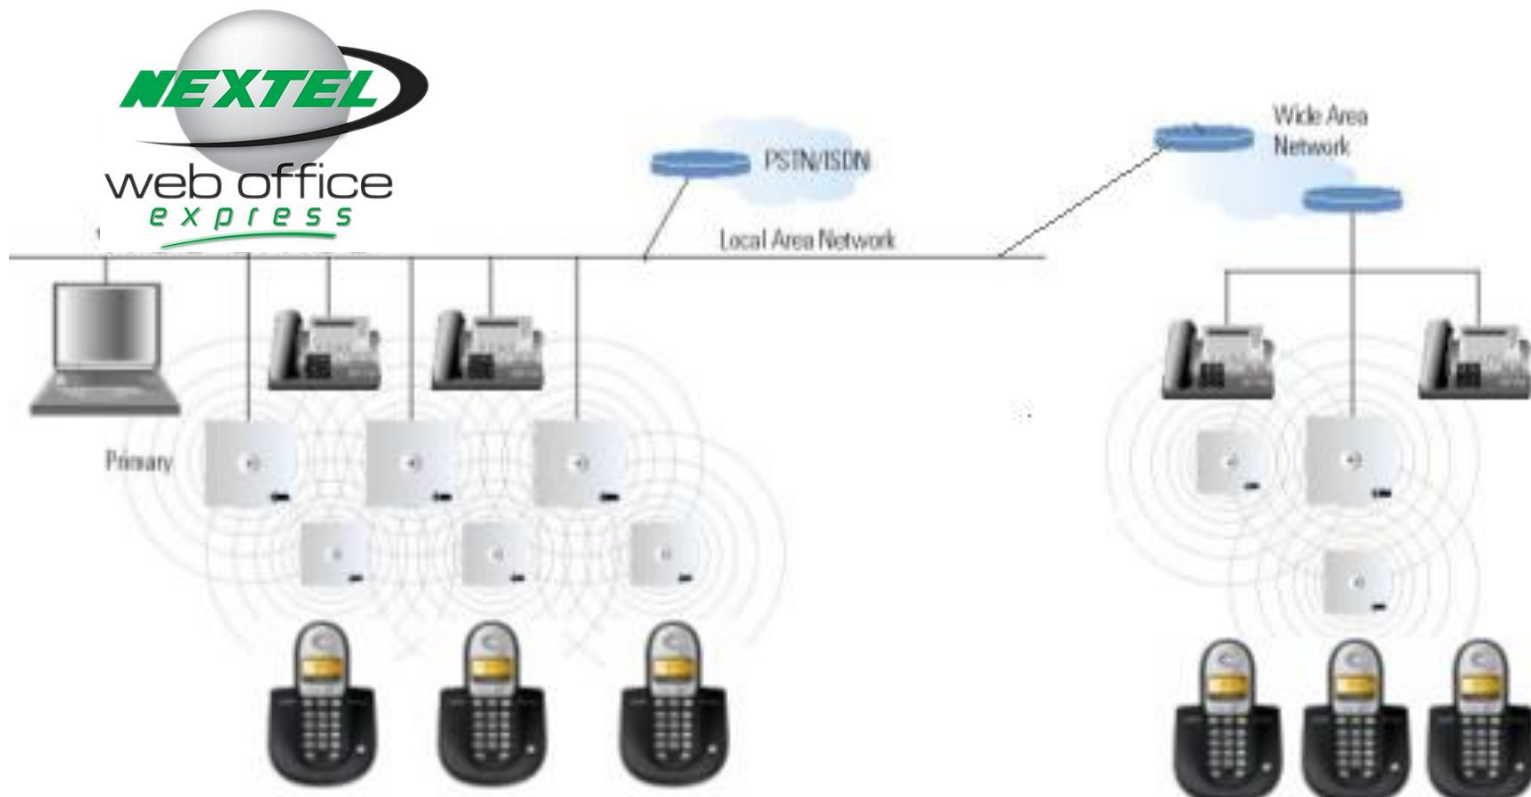 NEXTEL
web office
express
PSTN/ISDN
Wide Area
Network
Local Area Network
Primary